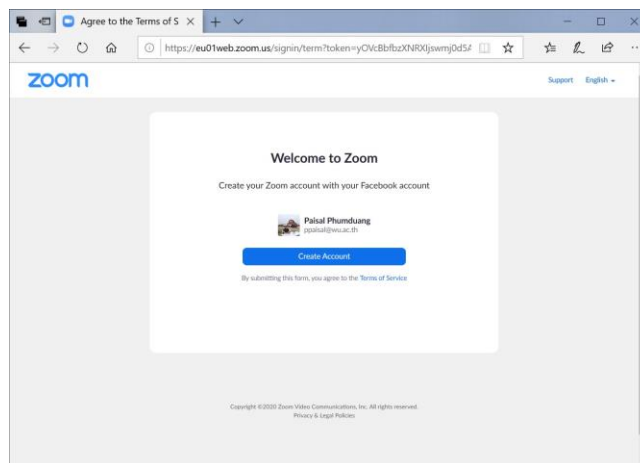 Agree to the Terms of S
https://eu01web.zoom.us/signin/term?
zoom
Support English
Welcome to Zoom
Create your Zoom account with your Facebook account
Paisal Phumduang
ppaisal@wu.ac.th
Create Account
By submitting this form, you agree to the Terms of Service
Copyright ©2020 Zoom Video Communications, Inc. All rights reserved.
Privacy & Legal Policies